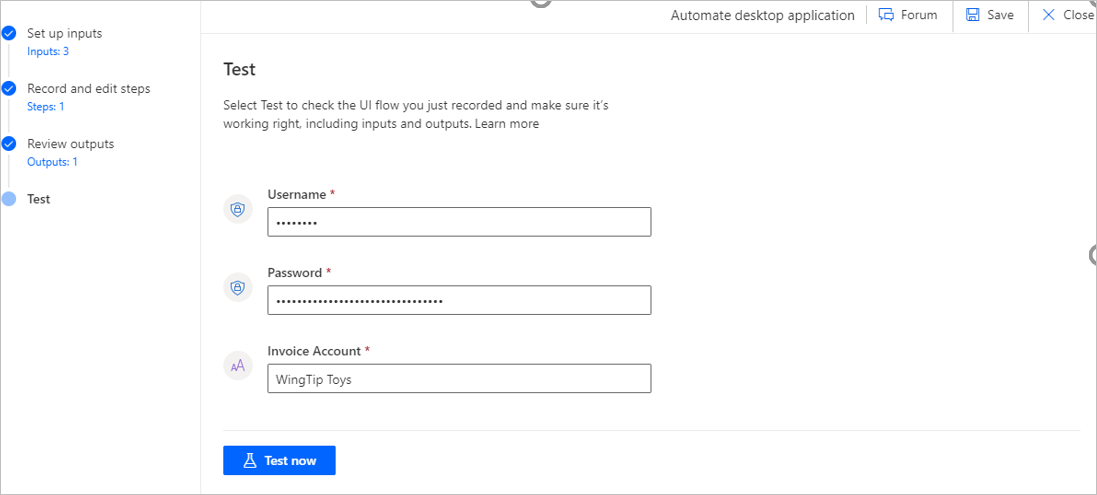 Automate desktop application
Forum
Save
Close
Set up inputs
Inputs: 3
Record and edit steps
Steps: 1
Review outputs
Outputs: 1
Test
Test
Select Test to check the UI flow you just recorded and make sure it's
working right, including inputs and outputs. Learn more
Username *
••••••••
Password *
••••••••••••••••••••••••••••••••
Invoice Account *
AA
WingTip Toys
Test now